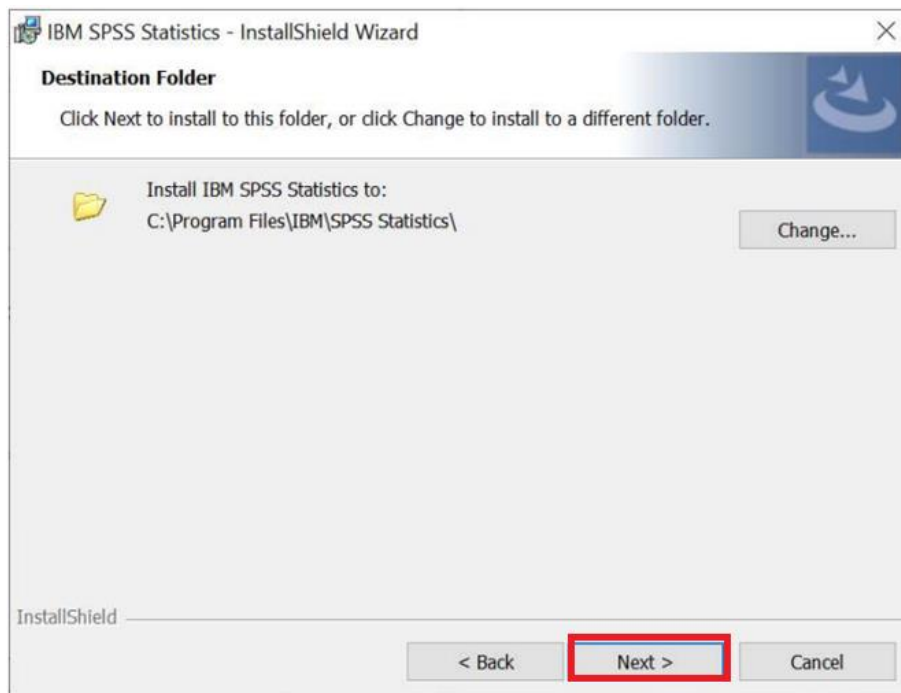 IBM SPSS Statistics - InstallShield Wizard
Destination Folder
Click Next to install to this folder, or click Change to install to a different folder.
Install IBM SPSS Statistics to:
C:\Program Files\IBM\SPSS Statistics\
Change...
InstallShield
< Back
Next >
Cancel